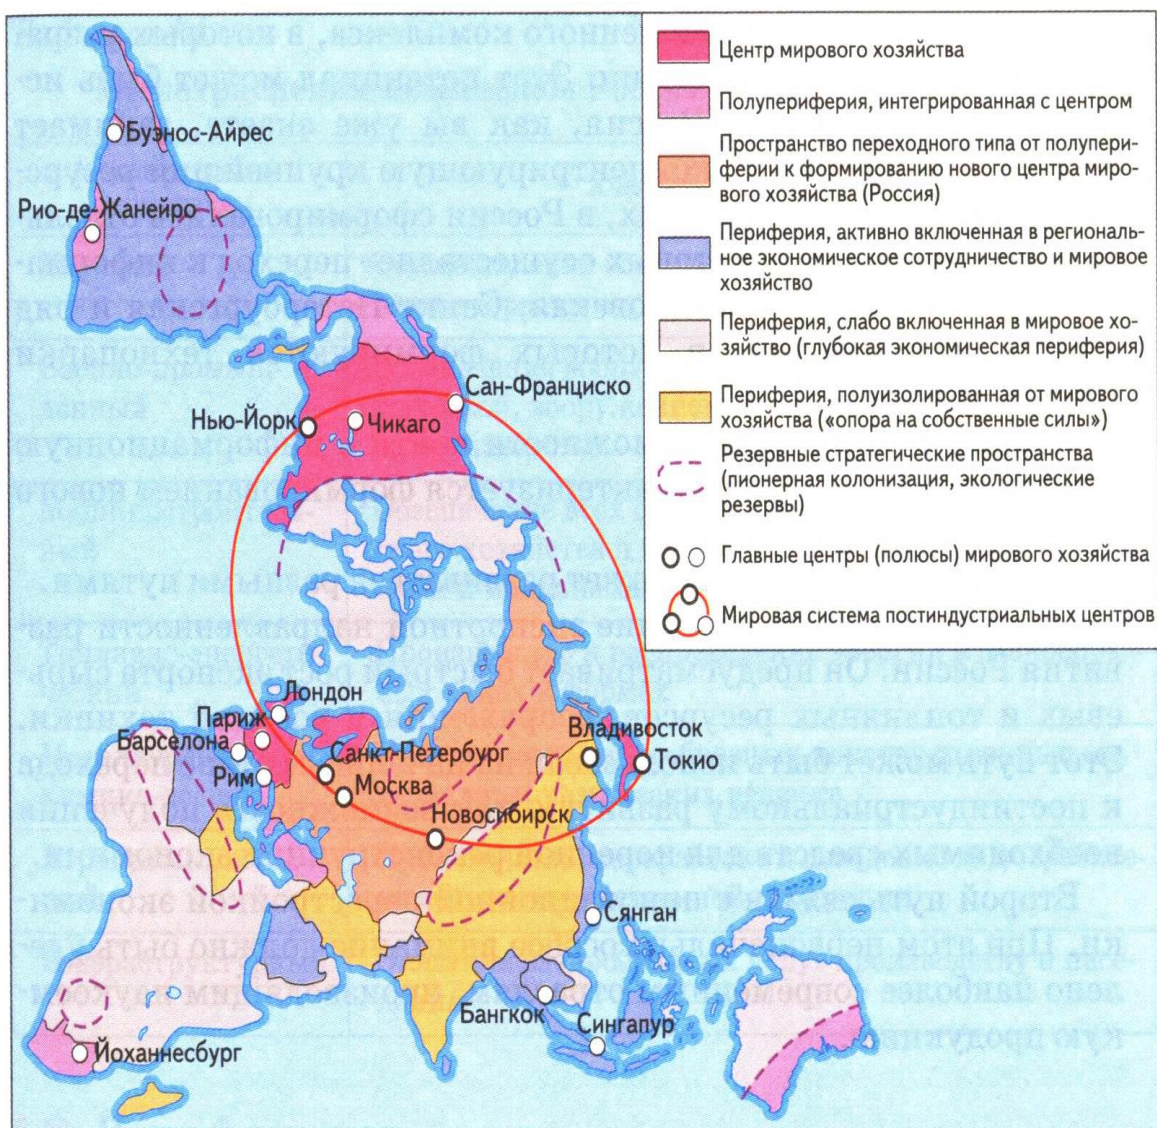 Буэнос-Айрес
Рио-де-Жанейро
Сан-Франциско
Нью-Йорк
Чикаго
Лондон
Париж
Барселона
Рим
Санкт-Петербург
Москва
Новосибирск
Владивосток
Токио
Сянган
Бангкок
Сингапур
Йоханнесбург
Центр мирового хозяйства
Полупериферия, интегрированная с центром
Пространство переходного типа от полупери-
ферии к формированию нового центра миро-
вого хозяйства (Россия)
Периферия, активно включенная в региональ-
ное экономическое сотрудничество и мировое
хозяйство
Периферия, слабо включенная в мировое хо-
зяйство (глубокая экономическая периферия)
Периферия, полуизолированная от мирового
хозяйства («опора на собственные силы»)
Резервные стратегические пространства
(пионерная колонизация, экологические
резервы)
Главные центры (полюсы) мирового хозяйства
Мировая система постиндустриальных центров